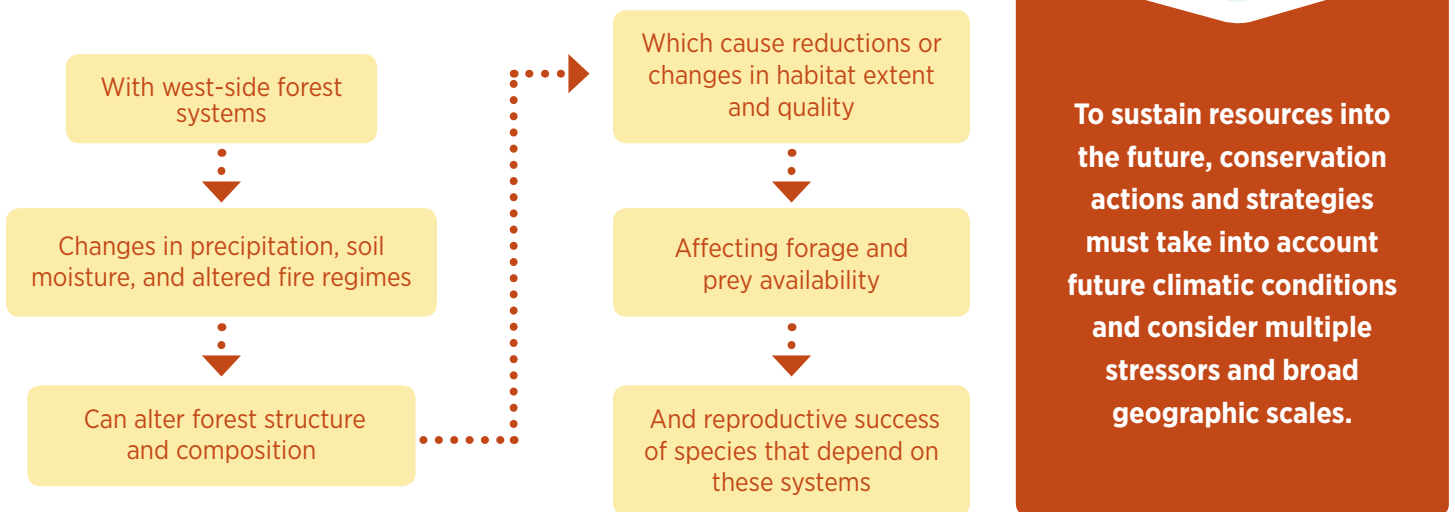 With west-side forest
systems
Changes in precipitation, soil
moisture, and altered fire regimes
Can alter forest structure
and composition
Which cause reductions or
changes in habitat extent
and quality
Affecting forage and
prey availability
And reproductive success
of species that depend on
these systems
To sustain resources into
the future, conservation
actions and strategies
must take into account
future climatic conditions
and consider multiple
stressors and broad
geographic scales.